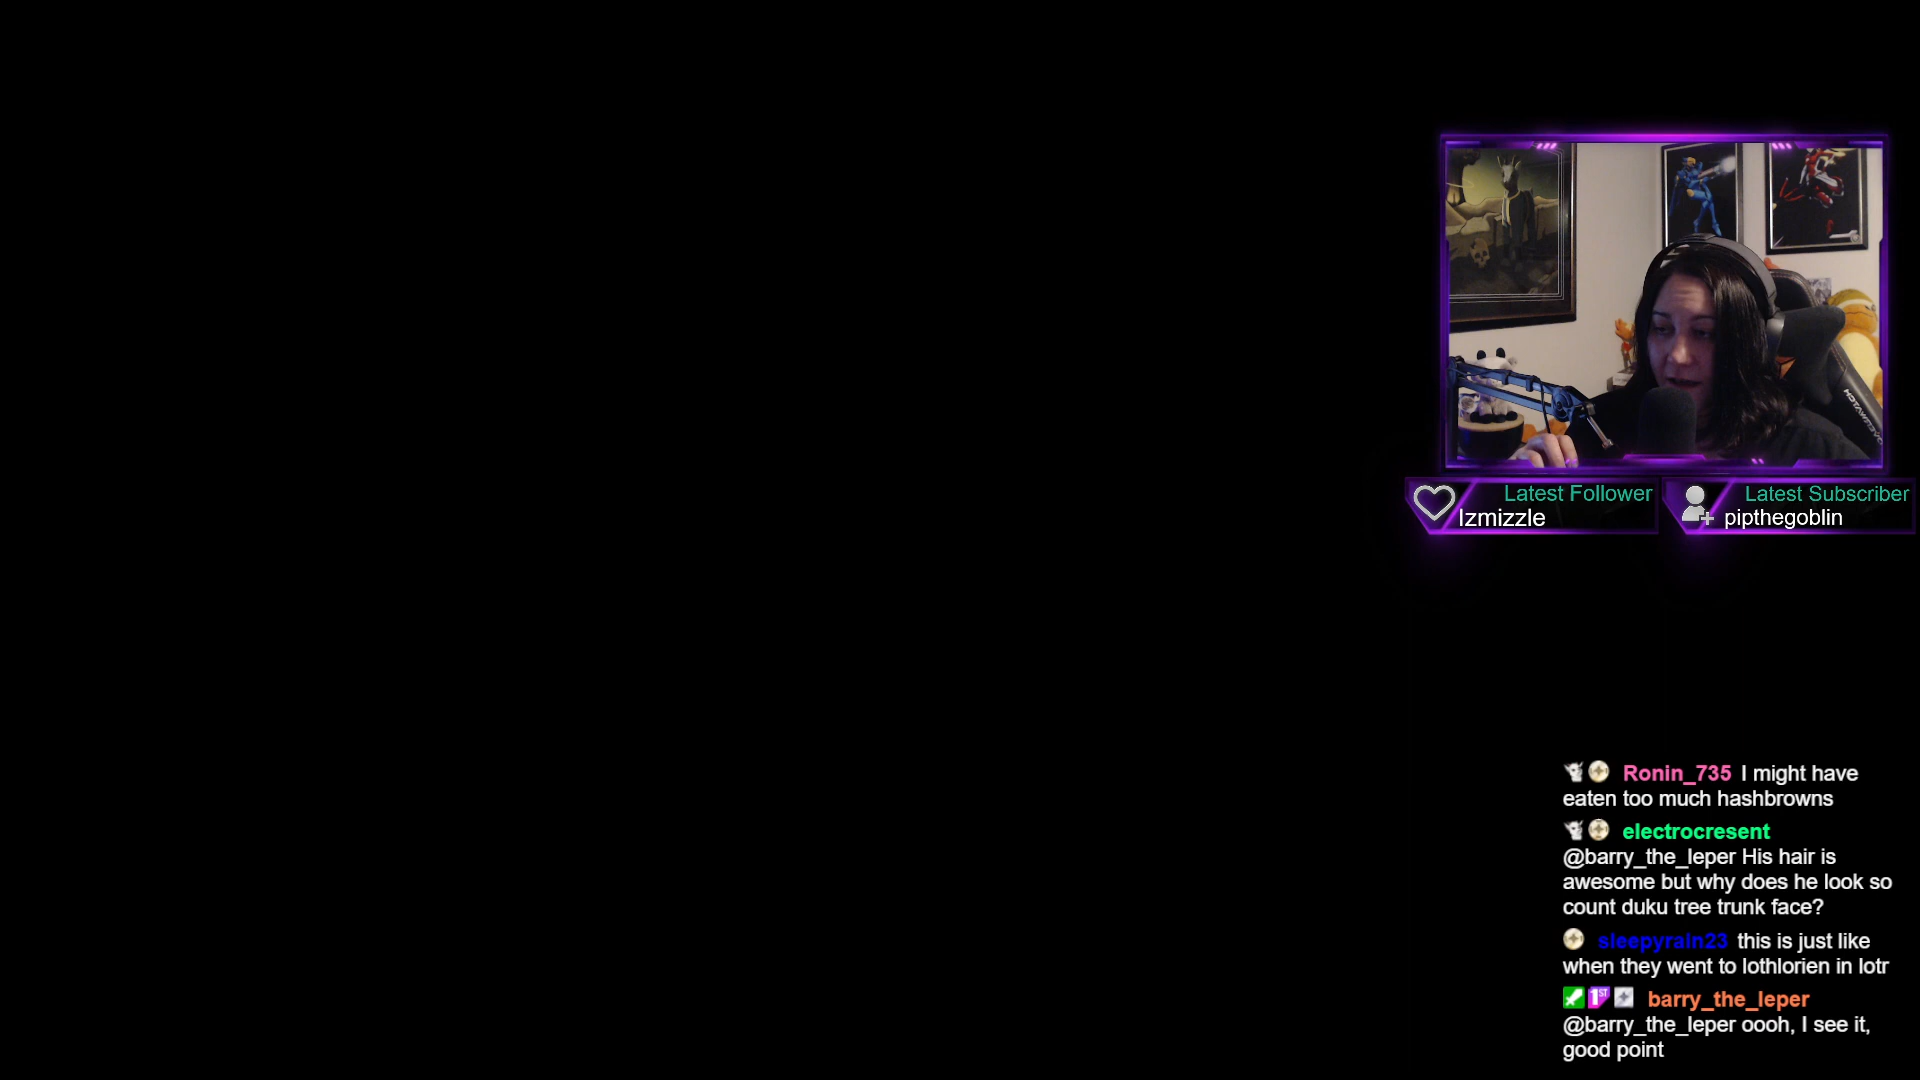 Latest Follower
Izmizzle
Latest Subscriber
pipthegoblin
Ronin_735 I might have
eaten too much hashbrowns
electrocresent
@barry_the_leper His hair is
awesome but why does he look so
count duku tree trunk face?
sleepyrain23 this is just like
when they went to lothlorien in lotr
1ST barry_the_leper
@barry_the_leper oooh, I see it,
good point